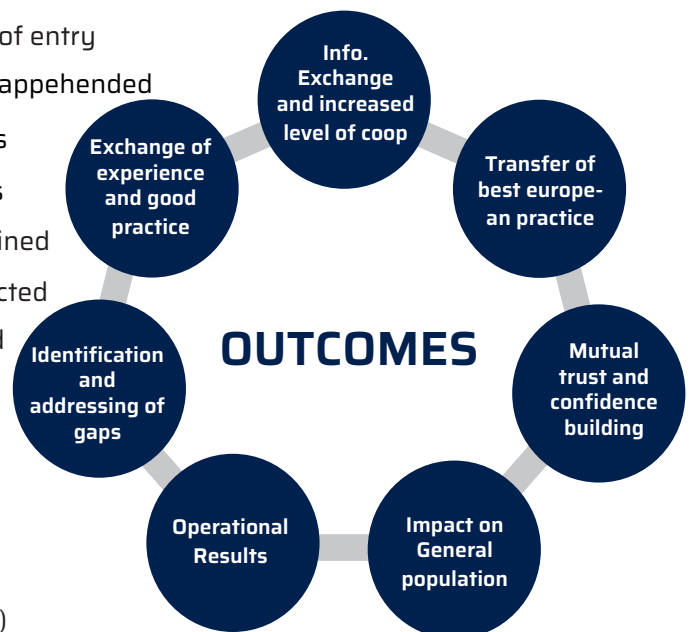 of entry
appehended
s
s
ined
cted
d
)
Info.
Exchange
and increased
level of coop
Transfer of
best europe-
an practice
Mutual
trust and
confidence
building
Impact on
General
population
Operational
Results
Identification
and
addressing of
gaps
Exchange of
experience
and good
practice
OUTCOMES